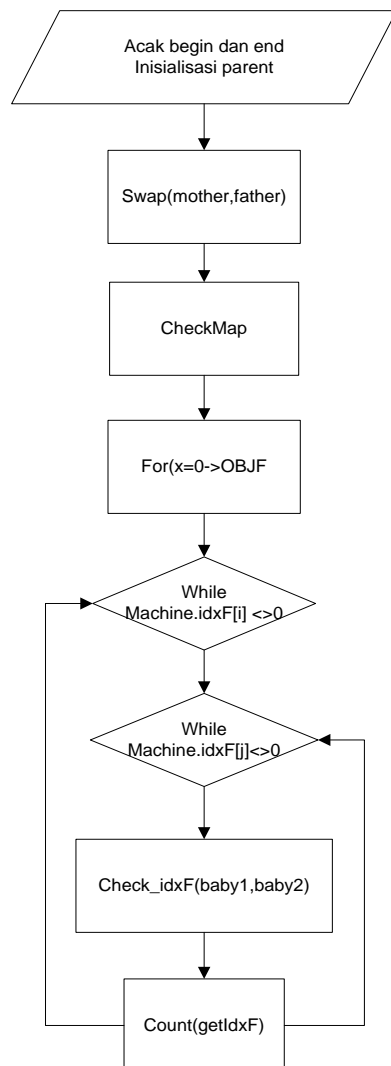 Acak begin dan end
Inisialisasi parent
Swap(mother,father)
CheckMap
For(x=0->OBJF
While
Machine.idxF[i] <>0
While
Machine.idxF[j]<>0
Check_idxF(baby1,baby2)
Count(getIdxF)